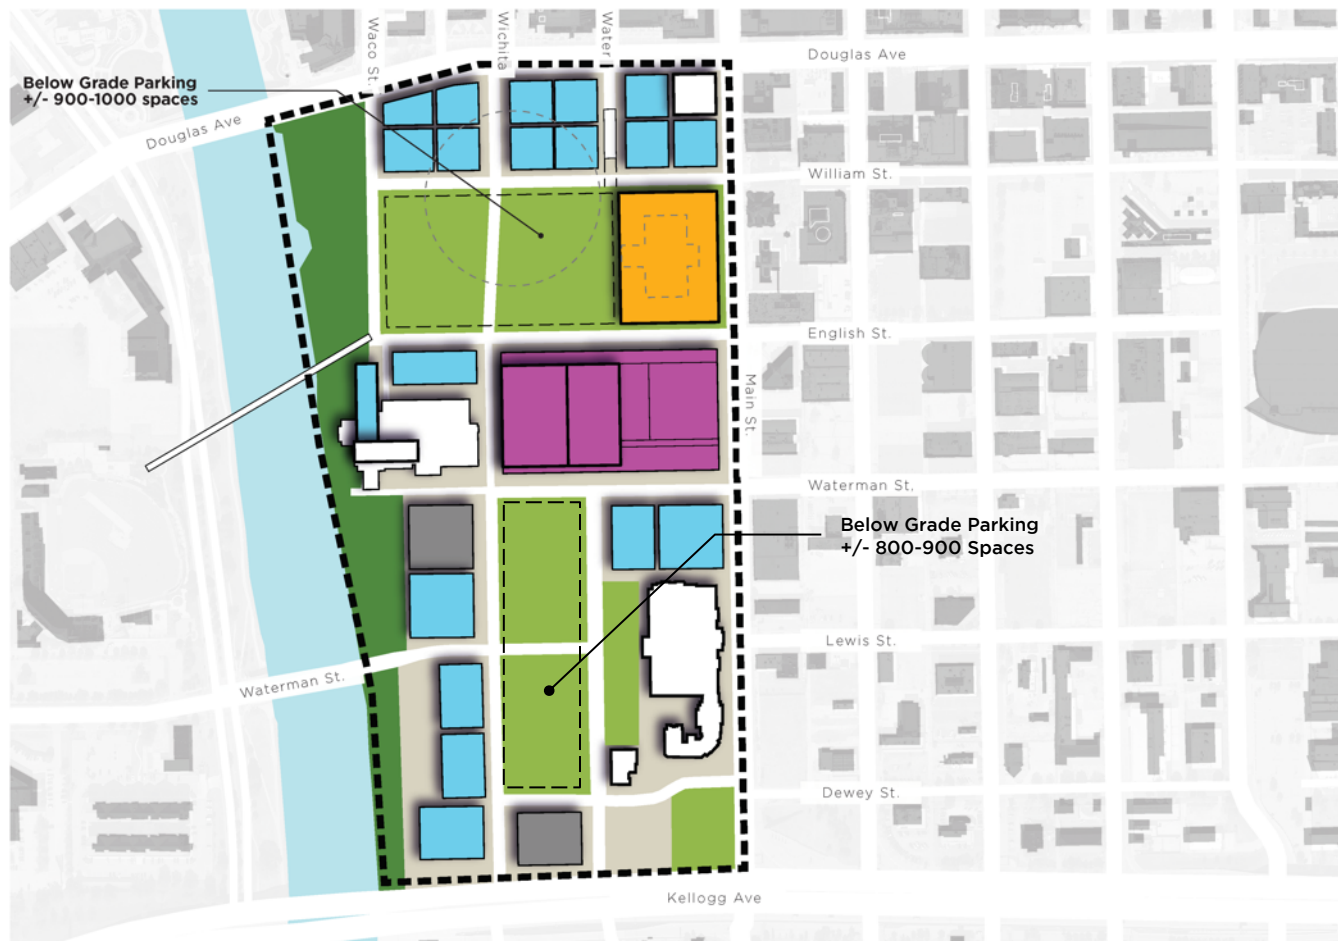 Waco St.
Wichita
Water
Douglas Ave
Below Grade Parking
+/- 900-1000 spaces
Douglas Ave
William St.
English St.
Main St.
Waterman St.
Below Grade Parking
+/- 800-900 Spaces
Lewis St.
Waterman St.
Dewey St.
Kellogg Ave